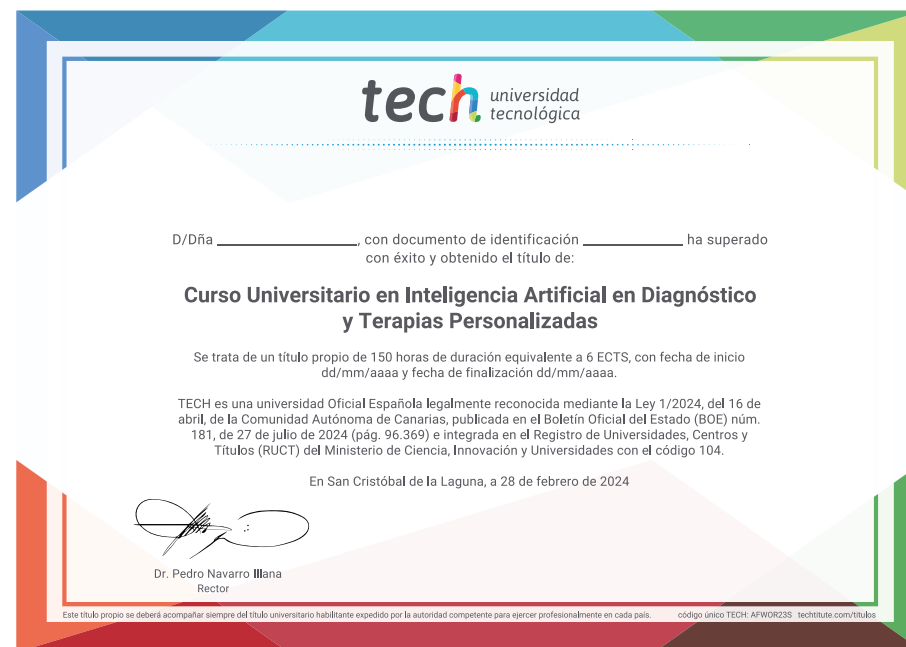 tech universidad
tecnológica
D/Dña ____________________, con documento de identificación ______________ ha superado
con éxito y obtenido el título de:
Curso Universitario en Inteligencia Artificial en Diagnóstico
y Terapias Personalizadas
Se trata de un título propio de 150 horas de duración equivalente a 6 ECTS, con fecha de inicio
dd/mm/aaaa y fecha de finalización dd/mm/aaaa.
TECH es una universidad Oficial Española legalmente reconocida mediante la Ley 1/2024, del 16 de
abril, de la Comunidad Autónoma de Canarias, publicada en el Boletín Oficial del Estado (BOE) núm.
181, de 27 de julio de 2024 (pág. 96.369) e integrada en el Registro de Universidades, Centros y
Títulos (RUCT) del Ministerio de Ciencia, Innovación y Universidades con el código 104.
En San Cristóbal de la Laguna, a 28 de febrero de 2024
Dr. Pedro Navarro Illana
Rector
Este título propio se deberá acompañar siempre del título universitario habilitante expedido por la autoridad competente para ejercer profesionalmente en cada país. código único TECH: AFWOR23S techtitute.com/titulos